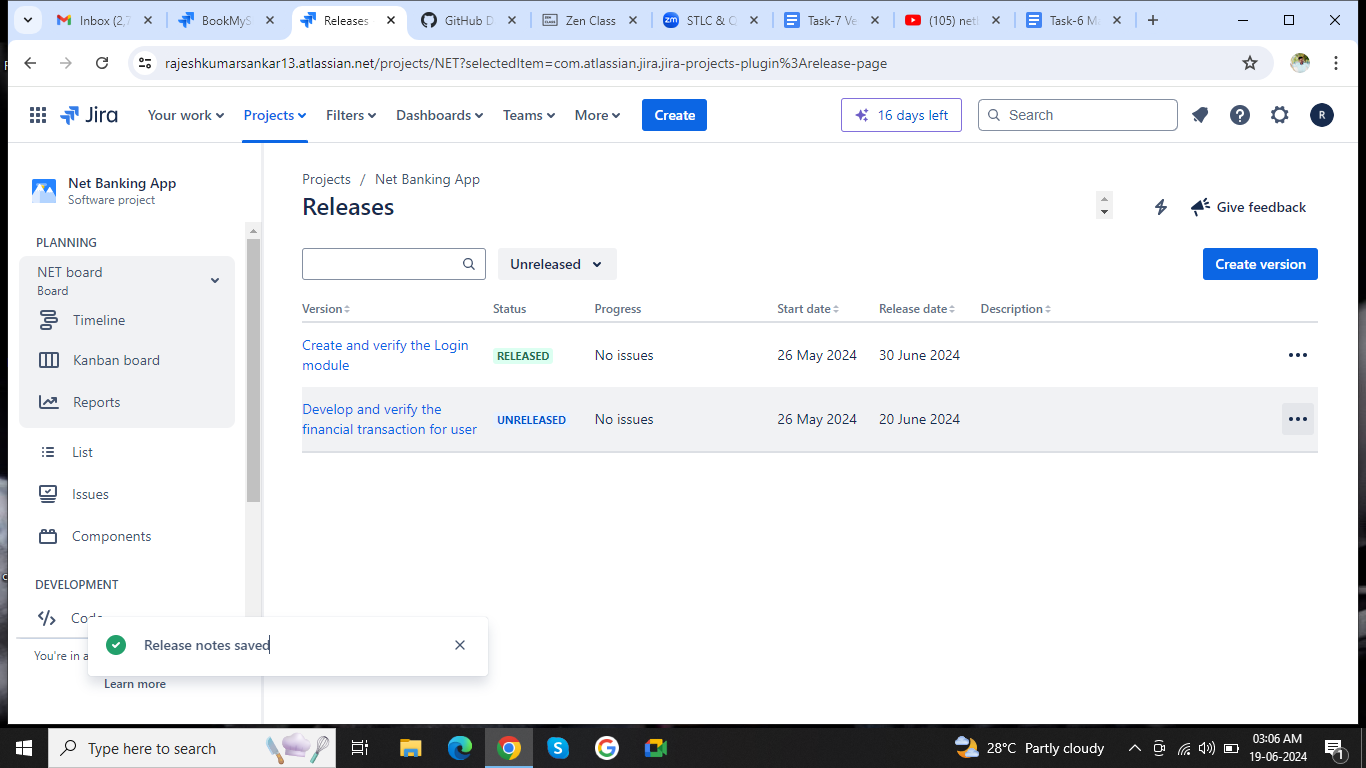 Inbox (2,7
BookMyS
Releases
GitHub D
Zen Class
zm
STLC & Q
Task-7 Ve
(105) net
Task-6 M
rajeshkumarsankar13.atlassian.net/projects/NET?selectedItem=com.atlassian.jira.jira-projects-plugin%3Arelease-page
Jira
Your work
Projects
Filters
Dashboards
Teams
More
Create
16 days left
Search
R
Net Banking App
Software project
PLANNING
NET board
Board
Timeline
Kanban board
Reports
List
Issues
Components
DEVELOPMENT
Code
You're in a
Learn more
Projects / Net Banking App
Releases
Give feedback
Unreleased
Create version
Version Status Progress Start date Release date Description
Create and verify the Login
module
RELEASED No issues 26 May 2024 30 June 2024
Develop and verify the
financial transaction for user
UNRELEASED No issues 26 May 2024 20 June 2024
Release notes saved
Type here to search
28°C Partly cloudy
03:06 AM
19-06-2024
1